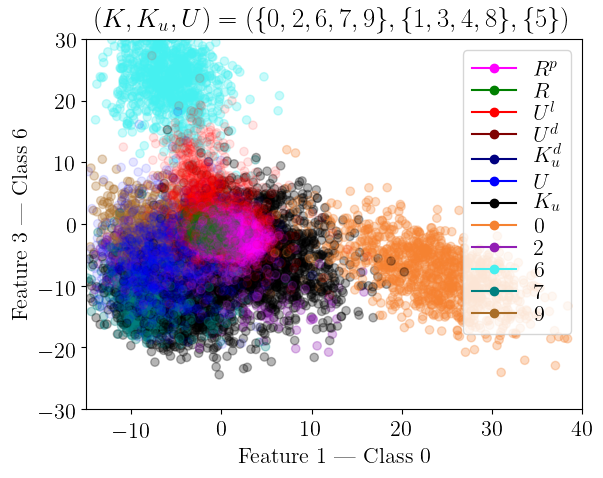 (K, K_u, U) = ({0, 2, 6, 7, 9}, {1, 3, 4, 8}, {5})
30
20
10
0
−10
−20
−30
Feature 3 — Class 6
R^p
R
U^l
U^d
K_u^d
U
K_u
0
2
6
7
9
−10
0
10
20
30
40
Feature 1 — Class 0